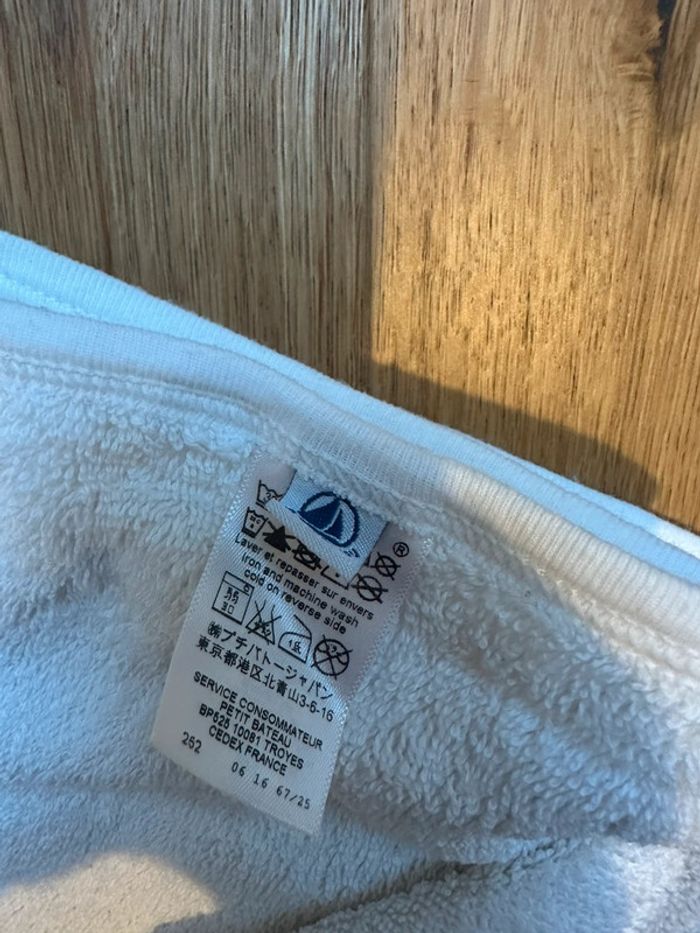 ®
Laver et repasser sur envers
Iron and machine wash
cold on reverse side
㈱プチバトージャパン
東京都港区北青山3-6-16
SERVICE CONSOMMATEUR
PETIT BATEAU
BP525 10081 TROYES
CEDEX FRANCE
252 06 16 67/25